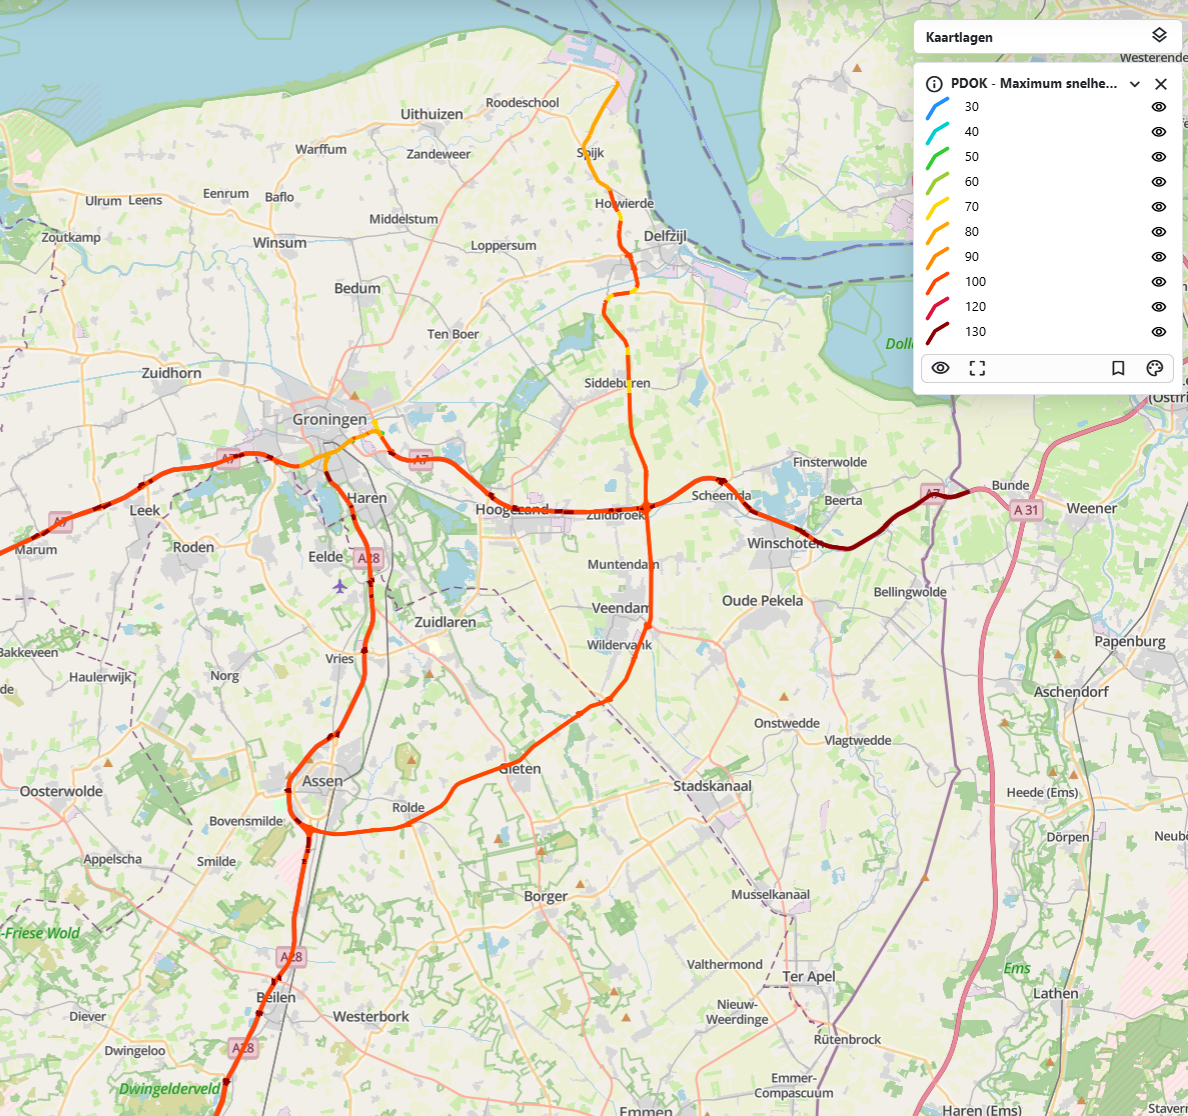 Kaartlagen
PDOK - Maximum snelhe...
30
40
50
60
70
80
90
100
120
130
Westerende
Roodeschool
Uithuizen
Warffum
Zandeweer
Spijk
Ulrum
Leens
Eenrum
Baflo
Holwierde
Middelstum
Zoutkamp
Winsum
Loppersum
Delfzijl
Bedum
Ten Boer
Doll
Zuidhorn
Siddeburen
(Ostfri
Groningen
A7
A7
Finsterwolde
Haren
Scheemda
Beerta
A7
Bunde
Leek
Hoogezand
Zuidbroek
A 31
Weener
A7
Marum
Roden
Eelde
A28
Winschoten
Muntendam
Bellingwolde
Veendam
Oude Pekela
Zuidlaren
Wildervank
Papenburg
Bakkeveen
Vries
Norg
Haulerwijk
de
Aschendorf
Onstwedde
Vlagtwedde
Gieten
Assen
Stadskanaal
Oosterwolde
Rolde
Heede (Ems)
Bovensmilde
Dörpen
Neubö
Appelscha
Smilde
Borger
Musselkanaal
-Friese Wold
A28
Valthermond
Ter Apel
Ems
Beilen
Lathen
Diever
Westerbork
Nieuw-
Weerdinge
Rütenbrock
Dwingeloo
A28
Dwingelderveld
Emmer-
Compascuum
Emmen
Haren (Ems)
Staver